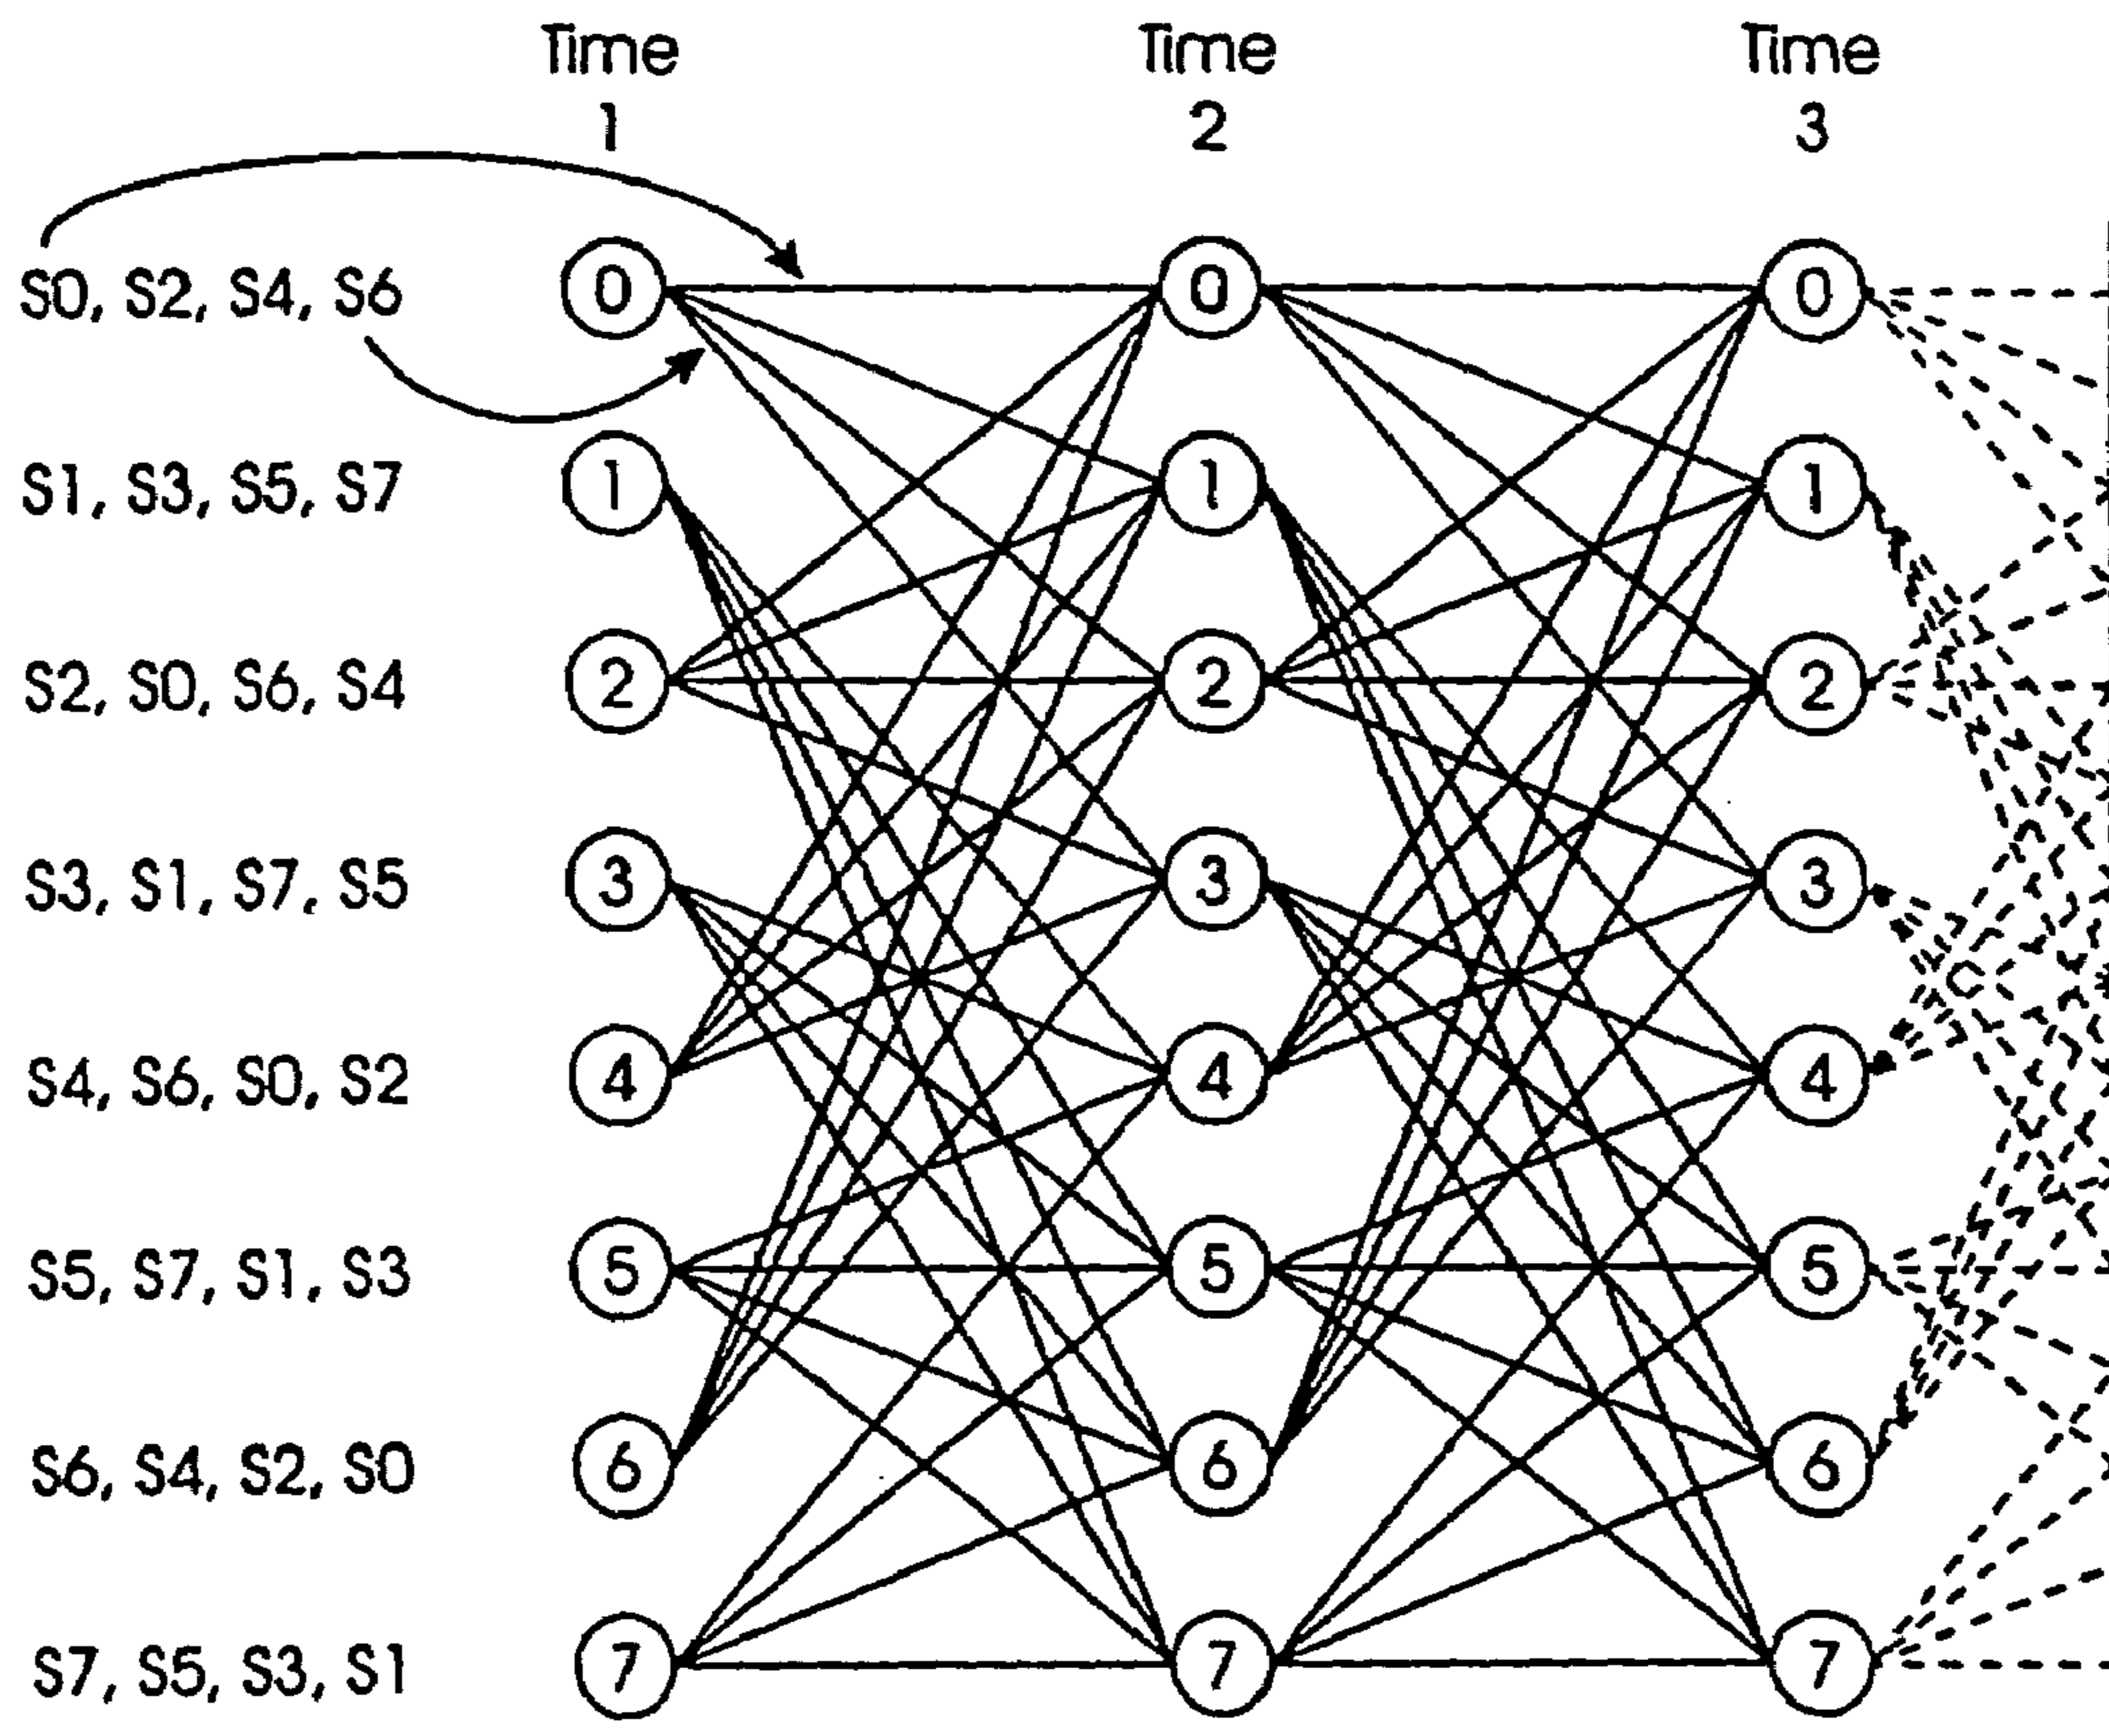 Time Time Time
1 2 3
S0, S2, S4, S6 0 0 0
S1, S3, S5, S7 1 1 1
S2, S0, S6, S4 2 2 2
S3, S1, S7, S5 3 3 3
S4, S6, S0, S2 4 4 4
S5, S7, S1, S3 5 5 5
S6, S4, S2, S0 6 6 6
S7, S5, S3, S1 7 7 7